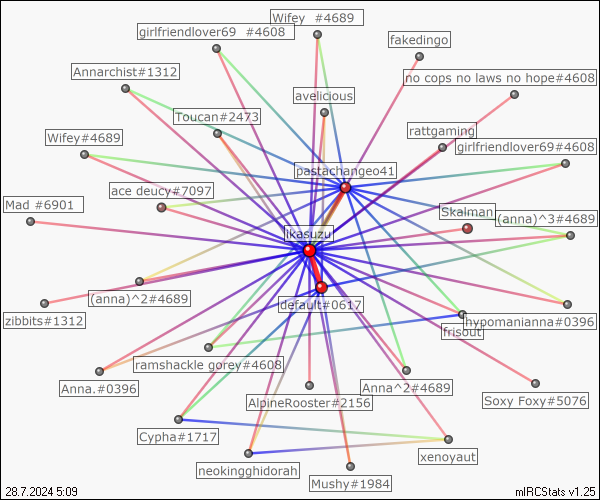 Wifey  #4689
girlfriendlover69  #4608
fakedingo
Annarchist#1312
no cops no laws no hope#4608
avelicious
Toucan#2473
rattgaming
Wifey#4689
girlfriendlover69#4608
pastachangeo41
ace deucy#7097
Mad #6901
Skalman
(anna)^3#4689
likasuzu
(anna)^2#4689
default#0617
zibbits#1312
hypomanianna#0396
frisout
ramshackle gorey#4608
Anna.#0396
Anna^2#4689
AlpineRooster#2156
Soxy Foxy#5076
Cypha#1717
xenoyaut
neokingghidorah
Mushy#1984
28.7.2024 5:09
mIRCStats v1.25